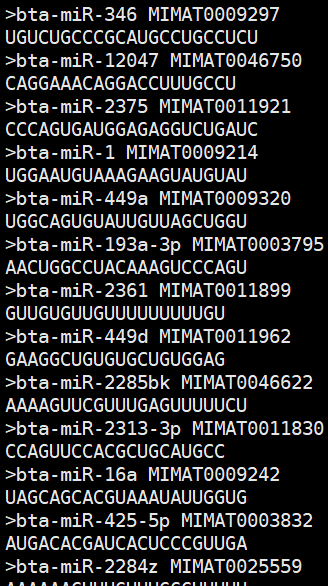 >bta-miR-346 MIMAT0009297
UGUCUGCCCGCAUGCCUGCCUCU
>bta-miR-12047 MIMAT0046750
CAGGAAACAGGACCUUUGCCU
>bta-miR-2375 MIMAT0011921
CCCAGUGAUGGAGAGGUCUGAUC
>bta-miR-1 MIMAT0009214
UGGAAUGUAAAGAAGUAUGUAU
>bta-miR-449a MIMAT0009320
UGGCAGUGUAUUGUUAGCUGGU
>bta-miR-193a-3p MIMAT0003795
AACUGGCCUACAAAGUCCCAGU
>bta-miR-2361 MIMAT0011899
GUUGUGUUGUUUUUUUUUGU
>bta-miR-449d MIMAT0011962
GAAGGCUGUGUGCUGUGGAG
>bta-miR-2285bk MIMAT0046622
AAAAGUUCGUUUGAGUUUUUCU
>bta-miR-2313-3p MIMAT0011830
CCAGUUCCACGCUGCAUGCC
>bta-miR-16a MIMAT0009242
UAGCAGCACGUAAAUAUUGGUG
>bta-miR-425-5p MIMAT0003832
AUGACACGAUCACUCCCGUUGA
>bta-miR-2284z MIMAT0025559